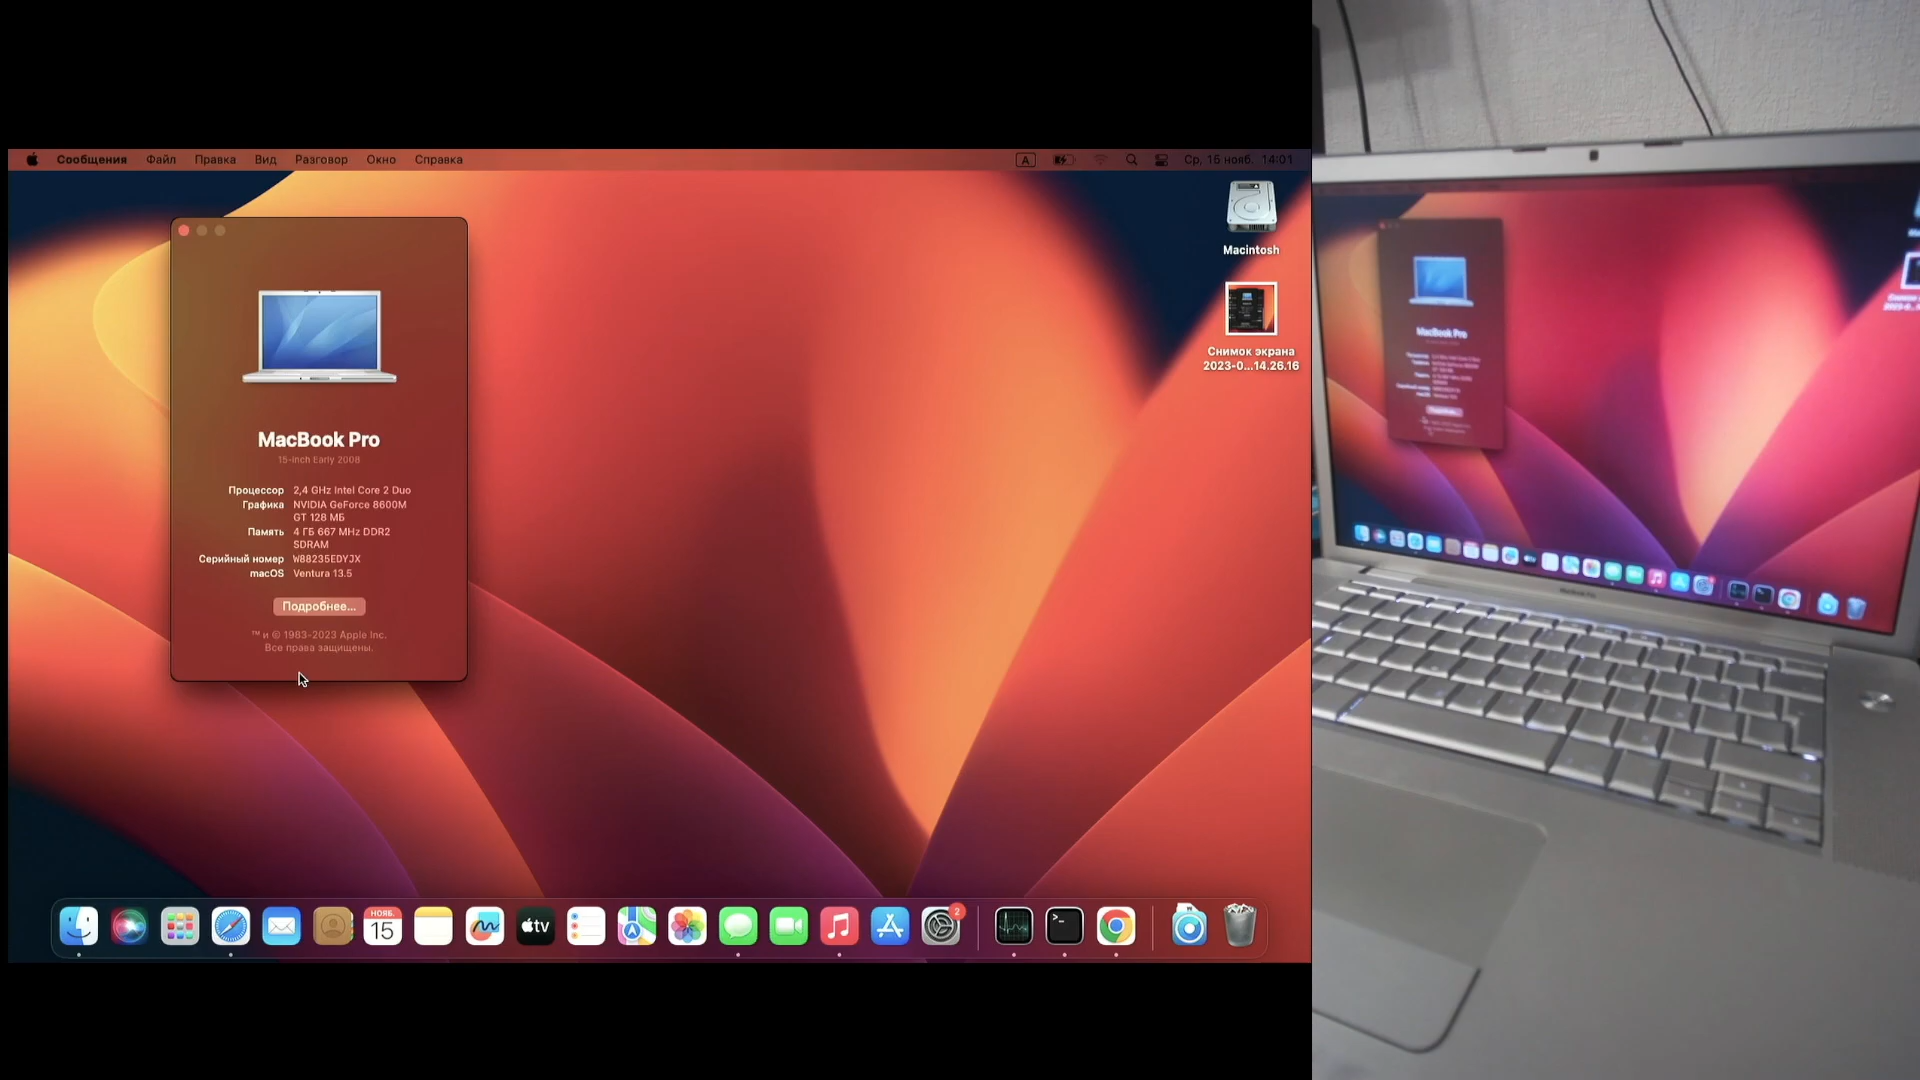 Сообщения Файл Правка Вид Разговор Окно Справка
A Ср, 15 нояб. 14:01
Macintosh
Снимок экрана
2023-0...14.26.16
MacBook Pro
15-inch Early 2008
Процессор 2,4 GHz Intel Core 2 Duo
Графика NVIDIA GeForce 8600M
GT 128 МБ
Память 4 ГБ 667 MHz DDR2
SDRAM
Серийный номер W88235EDYJX
macOS Ventura 13.5
Подробнее...
™ и © 1983-2023 Apple Inc.
Все права защищены.
НОЯБ.
15
tv
2
>_
MacBook Pro